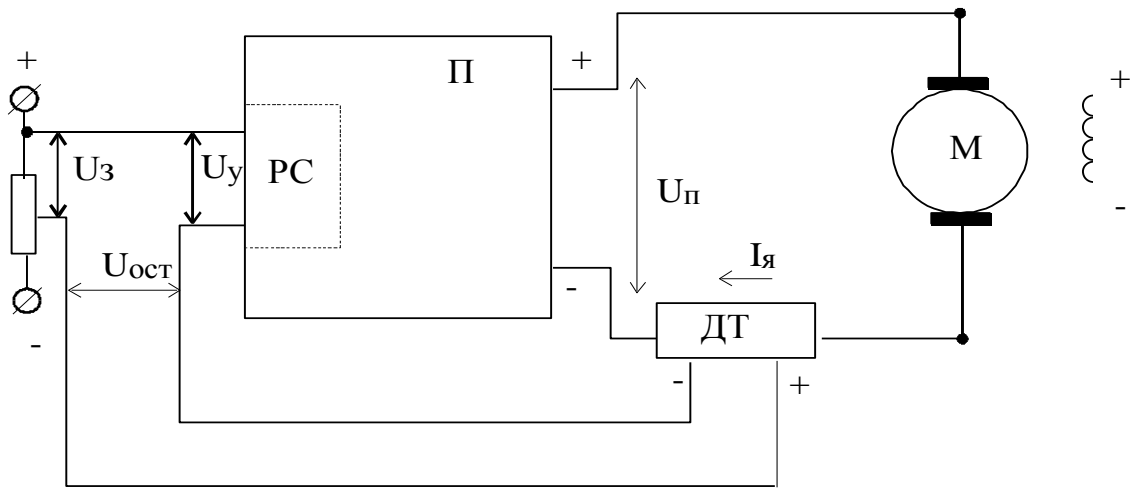 +
П
+
+
Uз
Uу
РС
Uп
М
-
Uост
Iя
-
-
ДТ
-
+